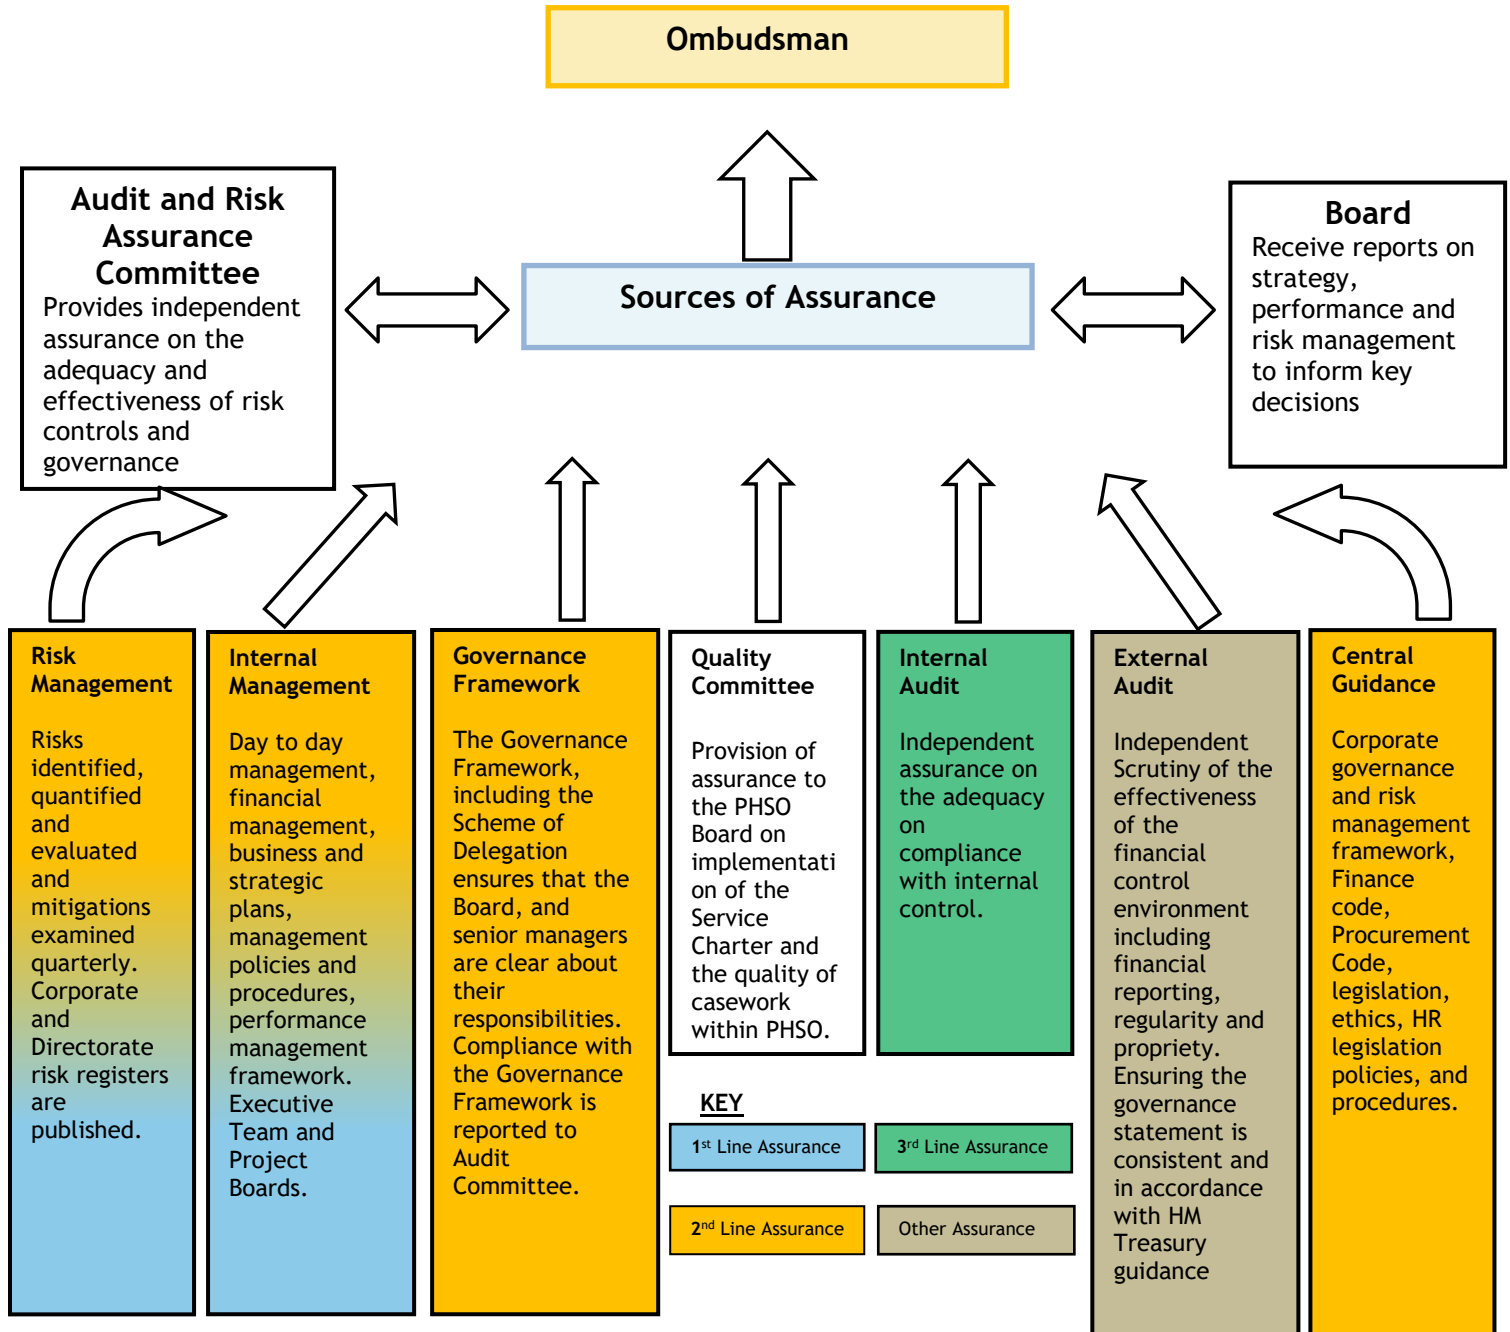 Ombudsman
Audit and Risk
Assurance
Committee
Provides independent
assurance on the
adequacy and
effectiveness of risk
controls and
governance
Sources of Assurance
Board
Receive reports on
strategy,
performance and
risk management
to inform key
decisions
Risk
Management
Risks
identified,
quantified
and
evaluated
and
mitigations
examined
quarterly.
Corporate
and
Directorate
risk registers
are
published.
Internal
Management
Day to day
management,
financial
management,
business and
strategic
plans,
management
policies and
procedures,
performance
management
framework.
Executive
Team and
Project
Boards.
Governance
Framework
The Governance
Framework,
including the
Scheme of
Delegation
ensures that the
Board, and
senior managers
are clear about
their
responsibilities.
Compliance with
the Governance
Framework is
reported to
Audit
Committee.
Quality
Committee
Provision of
assurance to
the PHSO
Board on
implementati
on of the
Service
Charter and
the quality of
casework
within PHSO.
Internal
Audit
Independent
assurance on
the adequacy
on
compliance
with internal
control.
External
Audit
Independent
Scrutiny of the
effectiveness
of the
financial
control
environment
including
financial
reporting,
regularity and
propriety.
Ensuring the
governance
statement is
consistent and
in accordance
with HM
Treasury
guidance
Central
Guidance
Corporate
governance
and risk
management
framework,
Finance
code,
Procurement
Code,
legislation,
ethics, HR
legislation
policies, and
procedures.
KEY
1st Line Assurance
3rd Line Assurance
2nd Line Assurance
Other Assurance